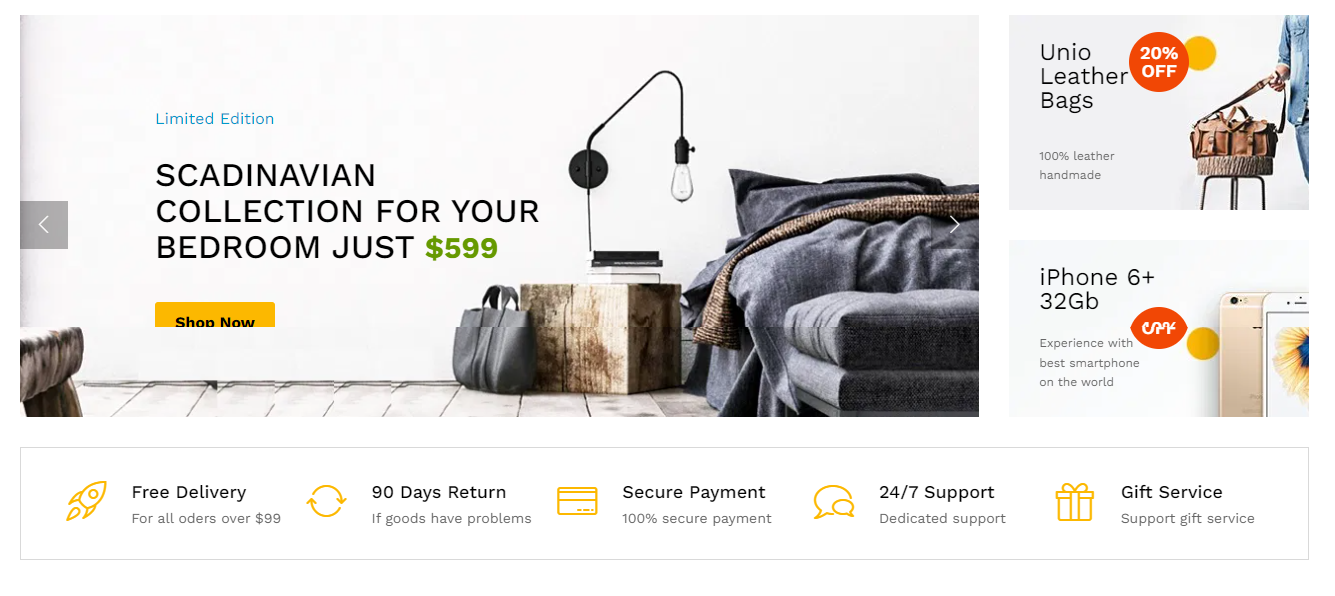 Limited Edition
SCADINAVIAN
COLLECTION FOR YOUR
BEDROOM JUST $599
Shop Now
Unio
Leather
Bags
20%
OFF
100% leather
handmade
iPhone 6+
32Gb
Experience with
best smartphone
on the world
Free Delivery
For all oders over $99
90 Days Return
If goods have problems
Secure Payment
100% secure payment
24/7 Support
Dedicated support
Gift Service
Support gift service